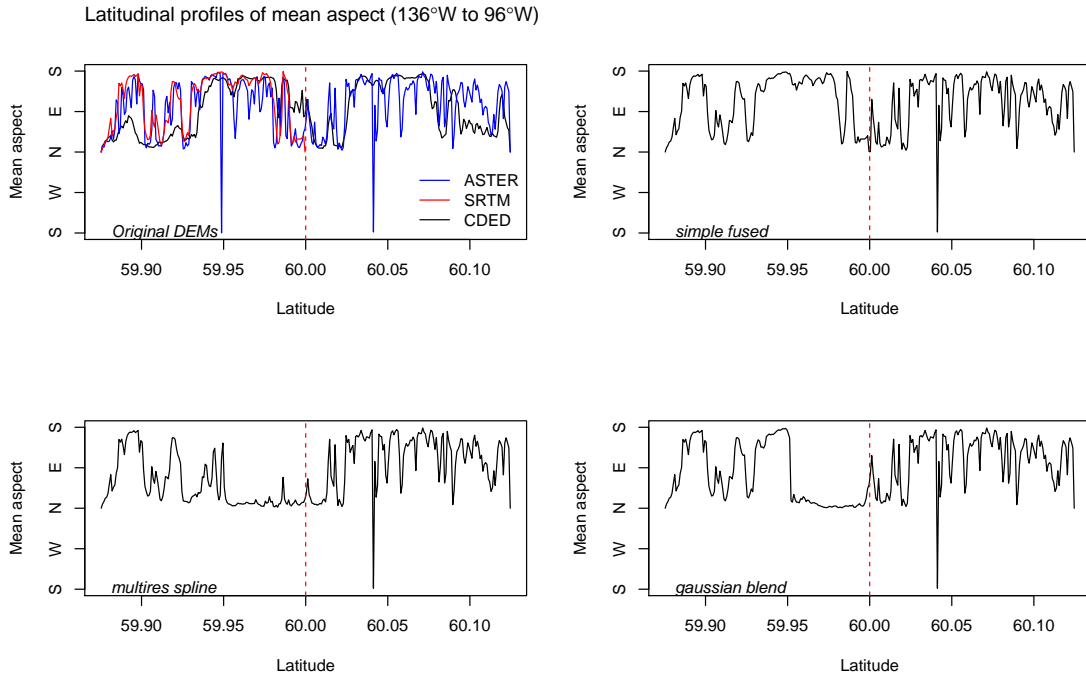 Latitudinal profiles of mean aspect (136°W to 96°W)
Mean aspect
S
E
N
W
S
ASTER
SRTM
CDED
Original DEMs
59.90 59.95 60.00 60.05 60.10
Latitude
Mean aspect
S
E
N
W
S
simple fused
59.90 59.95 60.00 60.05 60.10
Latitude
Mean aspect
S
E
N
W
S
multires spline
59.90 59.95 60.00 60.05 60.10
Latitude
Mean aspect
S
E
N
W
S
gaussian blend
59.90 59.95 60.00 60.05 60.10
Latitude